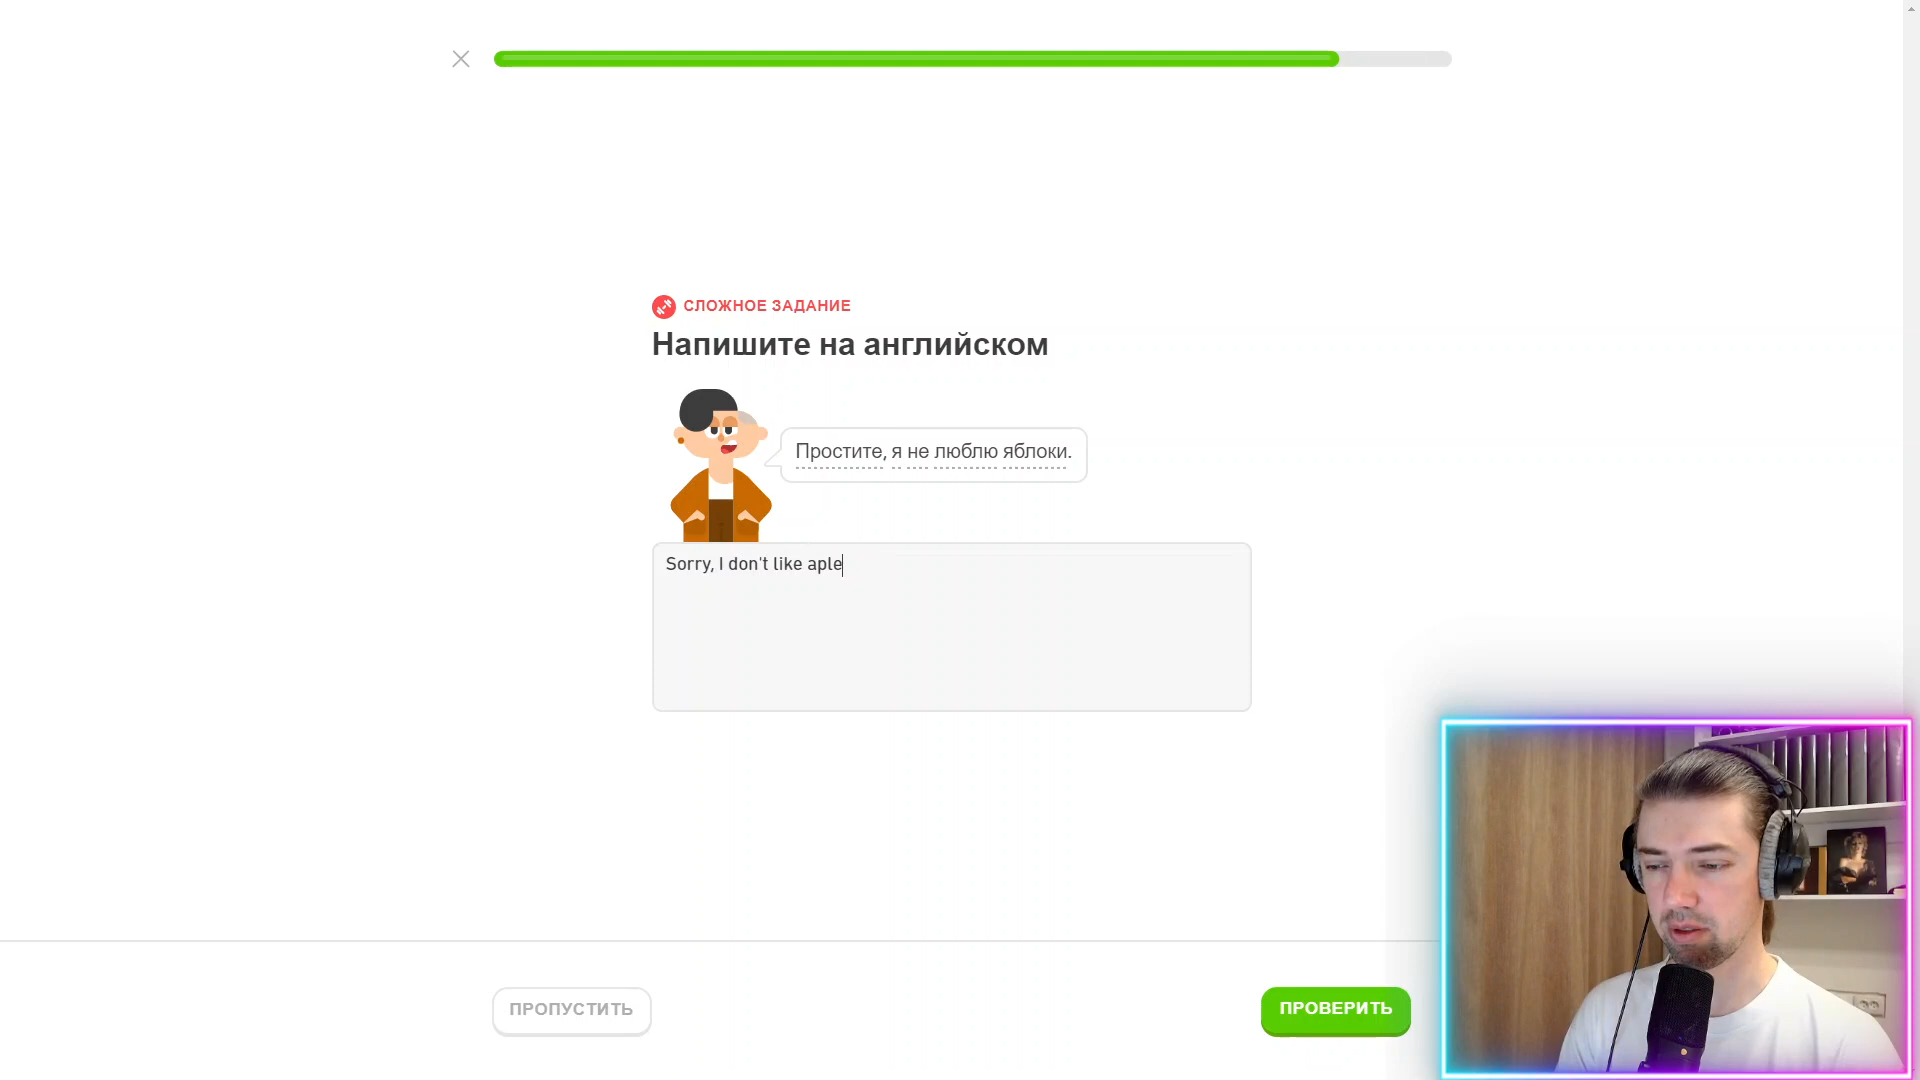 СЛОЖНОЕ ЗАДАНИЕ
Напишите на английском
Простите, я не люблю яблоки.
Sorry, I don't like aple
ПРОПУСТИТЬ
ПРОВЕРИТЬ